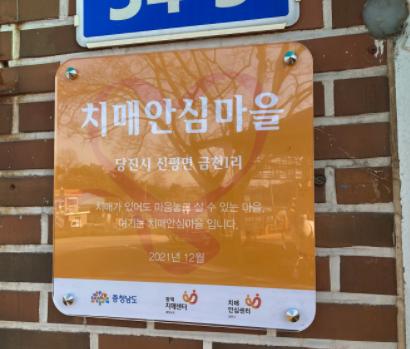 치매안심마을
당진시 신평면 금천1리
치매가 있어도 마음놓고 살 수 있는 마을,
여기는 치매안심마을 입니다.
2021년 12월
충청남도
광역
치매센터
치매
안심센터